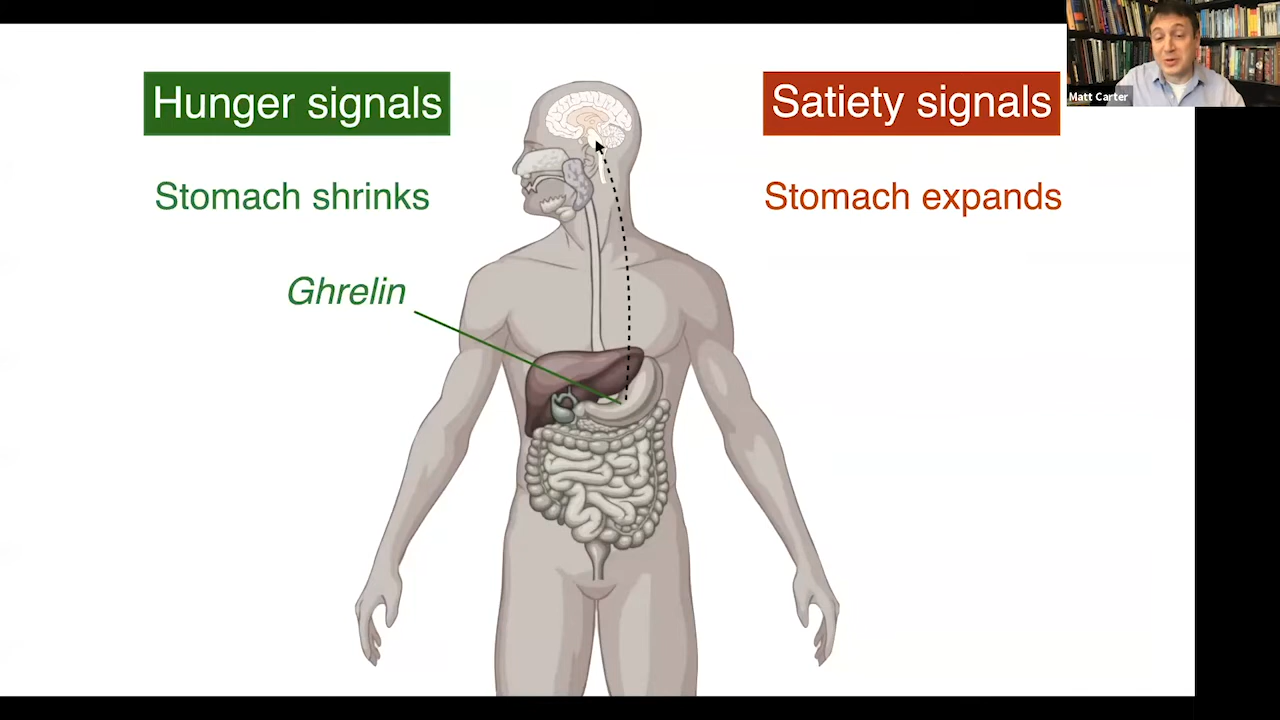 Hunger signals
Satiety signals
Matt Carter
Stomach shrinks
Stomach expands
Ghrelin